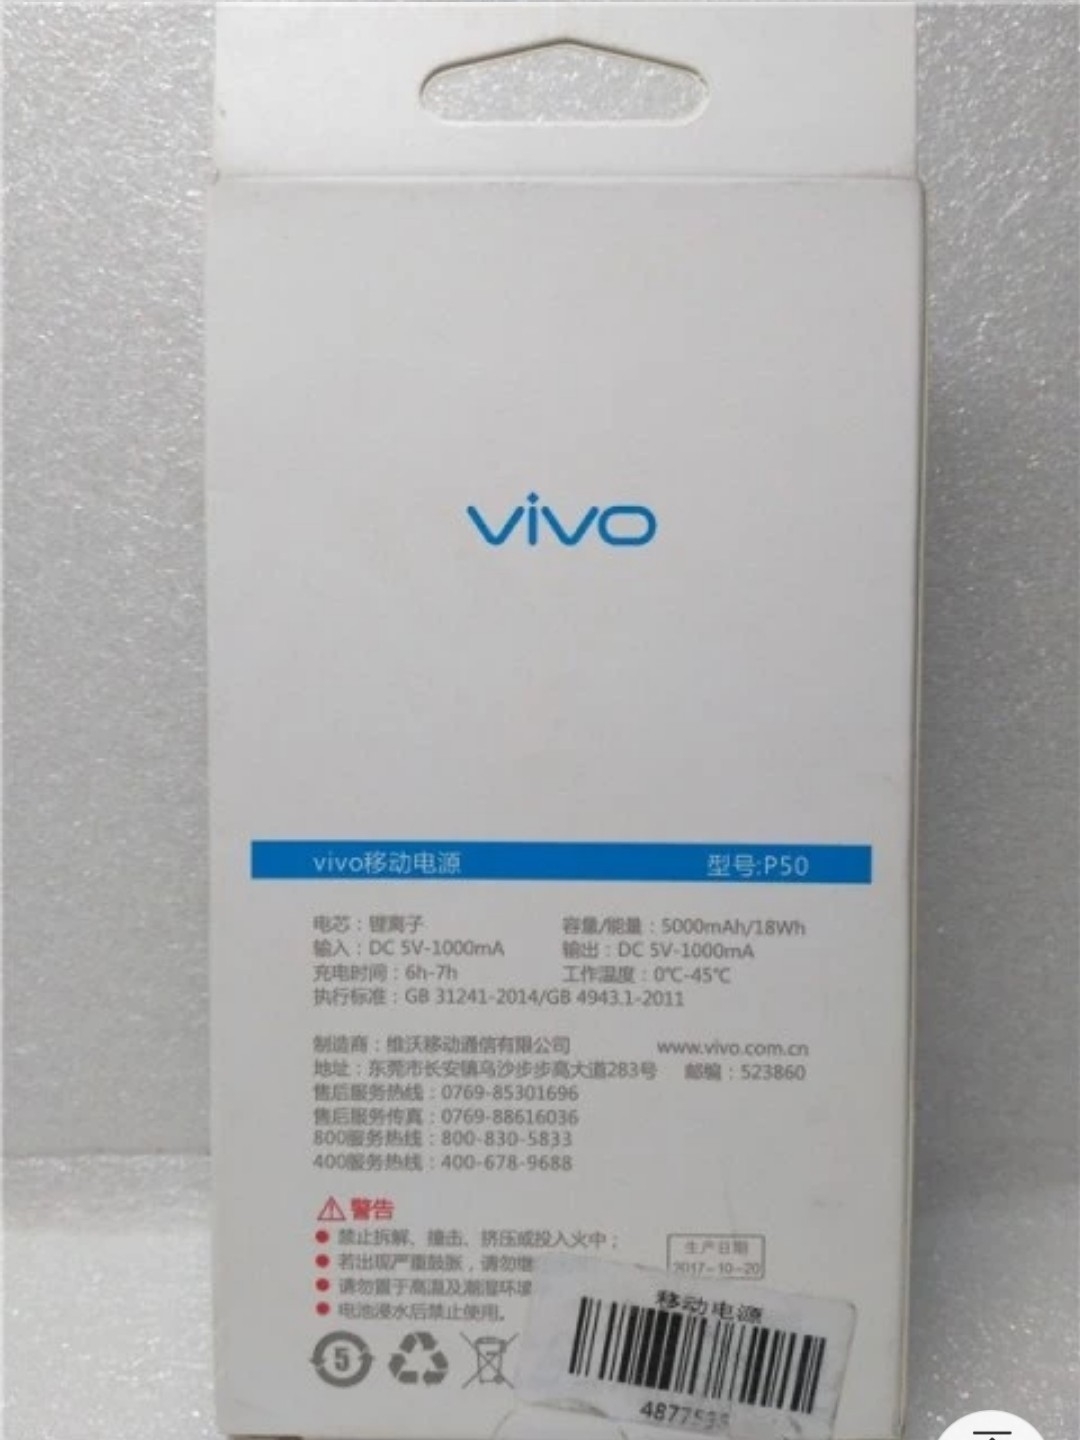 vivo
vivo移动电源 型号:P50
电芯：锂离子 容量/能量：5000mAh/18Wh
输入：DC 5V-1000mA 输出：DC 5V-1000mA
充电时间：6h-7h 工作温度：0℃-45℃
执行标准：GB 31241-2014/GB 4943.1-2011
制造商：维沃移动通信有限公司 www.vivo.com.cn
地址：东莞市长安镇乌沙步步高大道283号 邮编：523860
售后服务热线：0769-85301696
售后服务传真：0769-88616036
800服务热线：800-830-5833
400服务热线：400-678-9688
警告
禁止拆解、撞击、挤压或投入火中；
若出现严重鼓胀，请勿继
请勿置于高温及潮湿环境
电池浸水后禁止使用。
生产日期
2017-10-20
5
移动电源